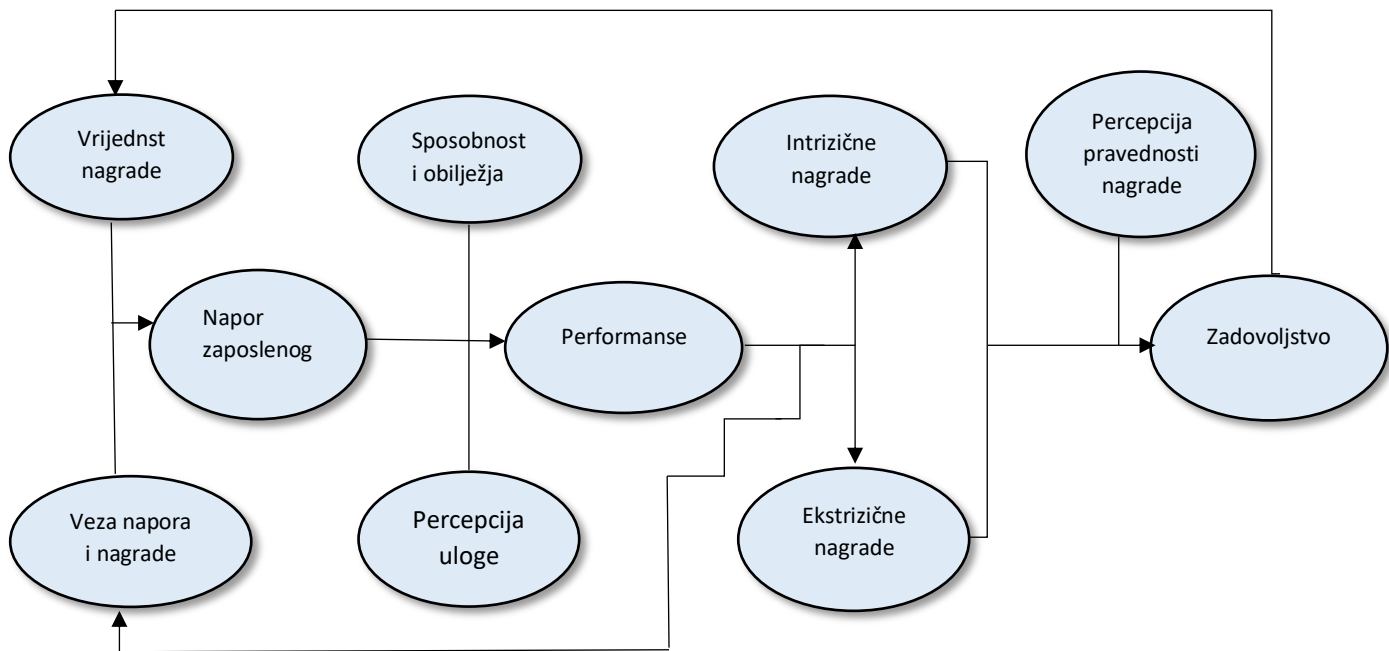 Vrijednst
nagrade
Sposobnost
i obilježja
Intrizične
nagrade
Percepcija
pravednosti
nagrade
Napor
zaposlenog
Performanse
Zadovoljstvo
Veza napora
i nagrade
Percepcija
uloge
Ekstrizične
nagrade